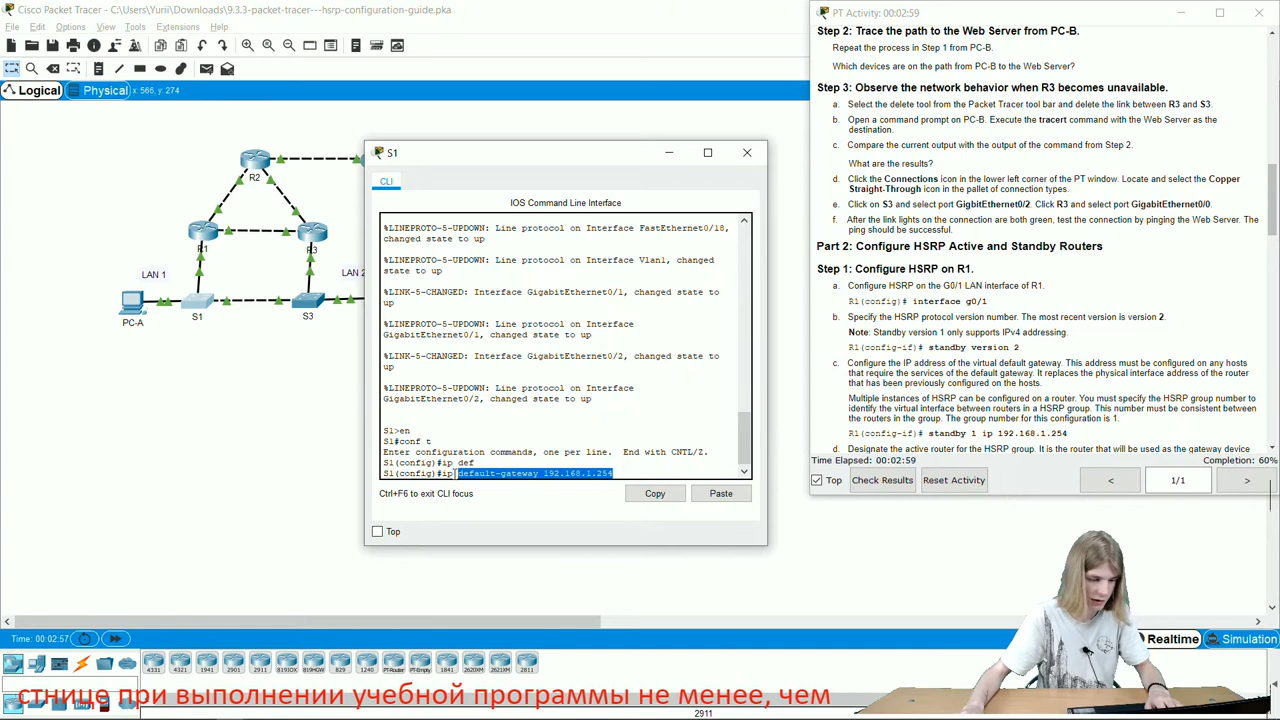 Cisco Packet Tracer - C:\Users\Yurii\Downloads\9.3.3-packet-tracer---hsrp-configuration-guide.pka
File Edit Options View Tools Extensions Help
Logical Physical x: 566, y: 274
R2
R1
R3
LAN 1
LAN 2
PC-A
S1
S3
S1
CLI
IOS Command Line Interface
%LINEPROTO-5-UPDOWN: Line protocol on Interface FastEthernet0/18,
changed state to up
%LINEPROTO-5-UPDOWN: Line protocol on Interface Vlan1, changed
state to up
%LINK-5-CHANGED: Interface GigabitEthernet0/1, changed state to
up
%LINEPROTO-5-UPDOWN: Line protocol on Interface
GigabitEthernet0/1, changed state to up
%LINK-5-CHANGED: Interface GigabitEthernet0/2, changed state to
up
%LINEPROTO-5-UPDOWN: Line protocol on Interface
GigabitEthernet0/2, changed state to up
S1>en
S1#conf t
Enter configuration commands, one per line. End with CNTL/Z.
S1(config)#ip def
S1(config)#ip default-gateway 192.168.1.254
Ctrl+F6 to exit CLI focus
Copy
Paste
Top
PT Activity: 00:02:59
Step 2: Trace the path to the Web Server from PC-B.
Repeat the process in Step 1 from PC-B.
Which devices are on the path from PC-B to the Web Server?
Step 3: Observe the network behavior when R3 becomes unavailable.
a. Select the delete tool from the Packet Tracer tool bar and delete the link between R3 and S3.
b. Open a command prompt on PC-B. Execute the tracert command with the Web Server as the
destination.
c. Compare the current output with the output of the command from Step 2.
What are the results?
d. Click the Connections icon in the lower left corner of the PT window. Locate and select the Copper
Straight-Through icon in the pallet of connection types.
e. Click on S3 and select port GigbitEthernet0/2. Click R3 and select port GigabitEthernet0/0.
f. After the link lights on the connection are both green, test the connection by pinging the Web Server. The
ping should be successful.
Part 2: Configure HSRP Active and Standby Routers
Step 1: Configure HSRP on R1.
a. Configure HSRP on the G0/1 LAN interface of R1.
R1(config)# interface g0/1
b. Specify the HSRP protocol version number. The most recent version is version 2.
Note: Standby version 1 only supports IPv4 addressing.
R1(config-if)# standby version 2
c. Configure the IP address of the virtual default gateway. This address must be configured on any hosts
that require the services of the default gateway. It replaces the physical interface address of the router
that has been previously configured on the hosts.
Multiple instances of HSRP can be configured on a router. You must specify the HSRP group number to
identify the virtual interface between routers in a HSRP group. This number must be consistent between
the routers in the group. The group number for this configuration is 1.
R1(config-if)# standby 1 ip 192.168.1.254
d. Designate the active router for the HSRP group. It is the router that will be used as the gateway device
Time Elapsed: 00:02:59
Completion: 60%
Top
Check Results
Reset Activity
<
1/1
>
Time: 00:02:57
Realtime
Simulation
4331 4321 1941 2901 2911 819IOX 819HGW 829 1240 PT-Router PT-Empty 1841 2620XM 2621XM 2811
стнице при выполнении учебной программы не менее, чем
2911